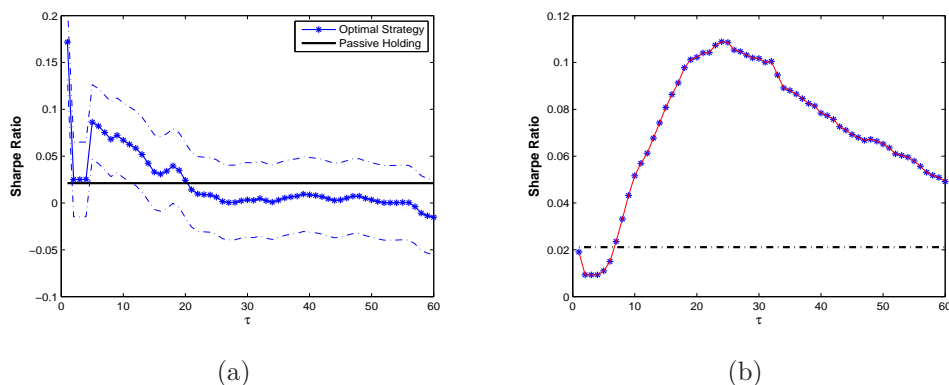 0.2
0.15
0.1
0.05
0
−0.05
−0.1
Sharpe Ratio
Optimal Strategy
Passive Holding
0 10 20 30 40 50 60
τ
(a)
0.12
0.1
0.08
0.06
0.04
0.02
0
Sharpe Ratio
0 10 20 30 40 50 60
τ
(b)